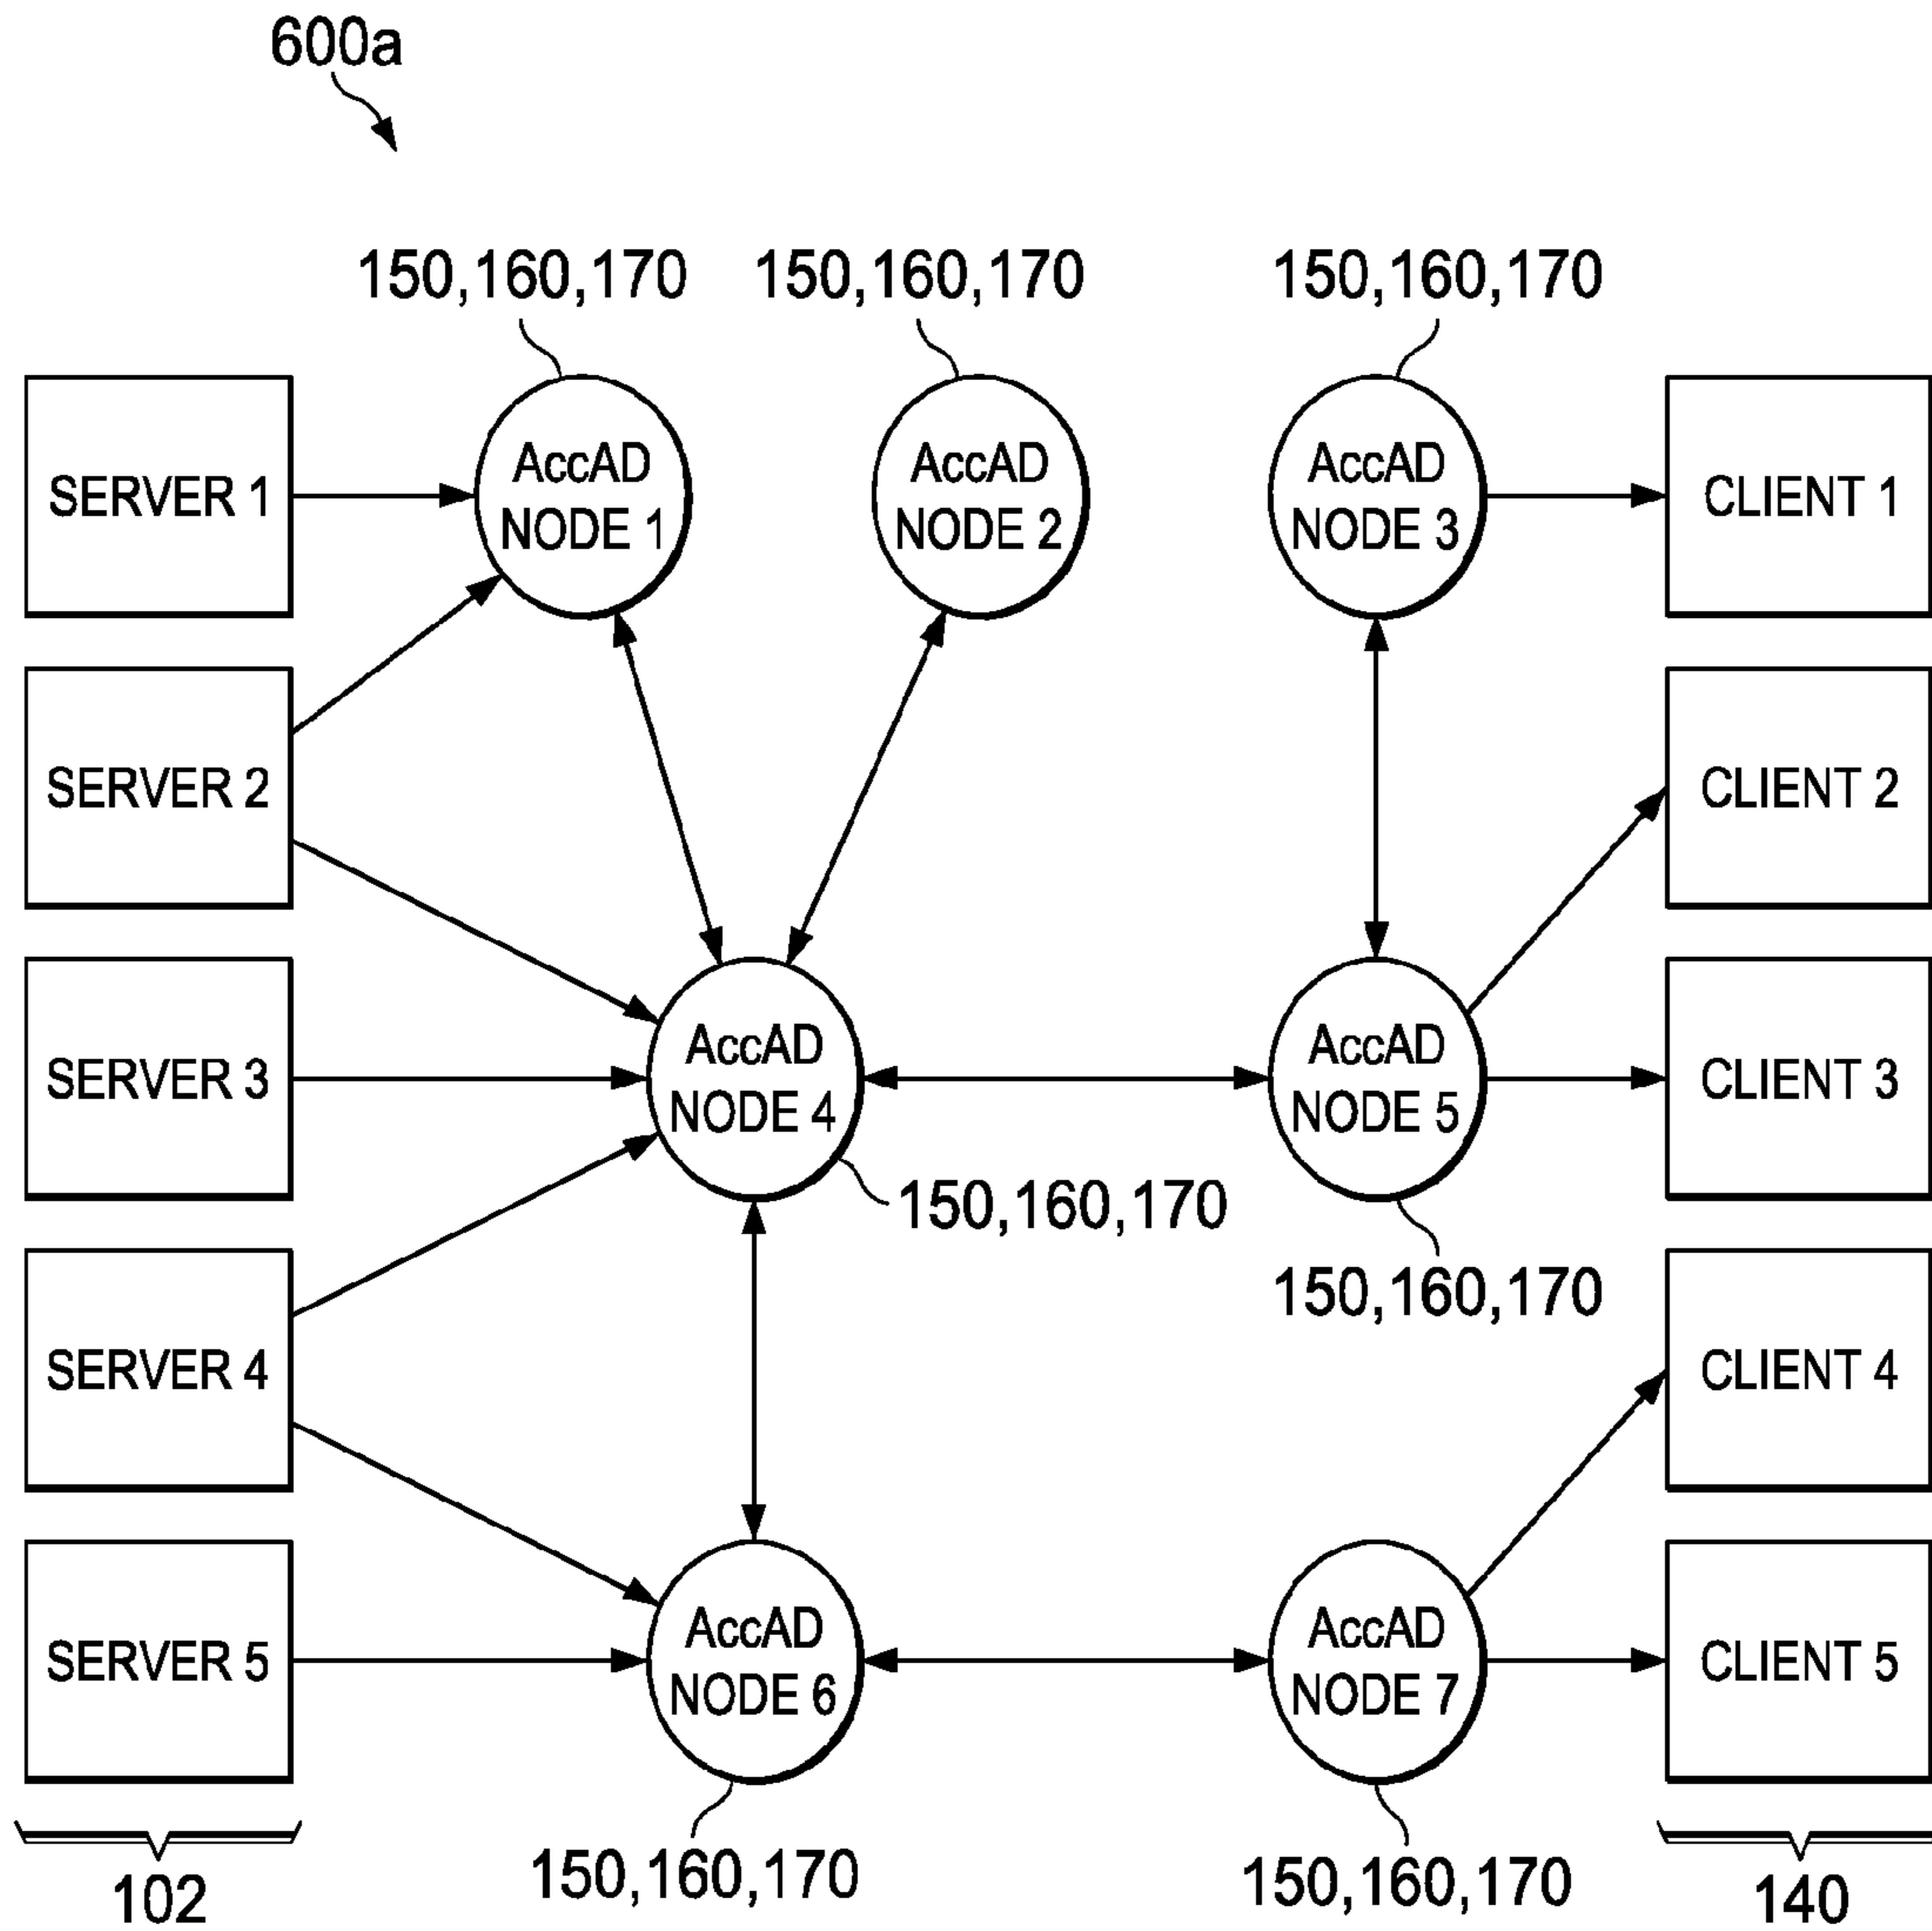 600a
150,160,170
150,160,170
150,160,170
SERVER 1
AccAD
NODE 1
AccAD
NODE 2
AccAD
NODE 3
CLIENT 1
SERVER 2
CLIENT 2
SERVER 3
AccAD
NODE 4
AccAD
NODE 5
CLIENT 3
150,160,170
150,160,170
SERVER 4
CLIENT 4
SERVER 5
AccAD
NODE 6
AccAD
NODE 7
CLIENT 5
150,160,170
150,160,170
102
140